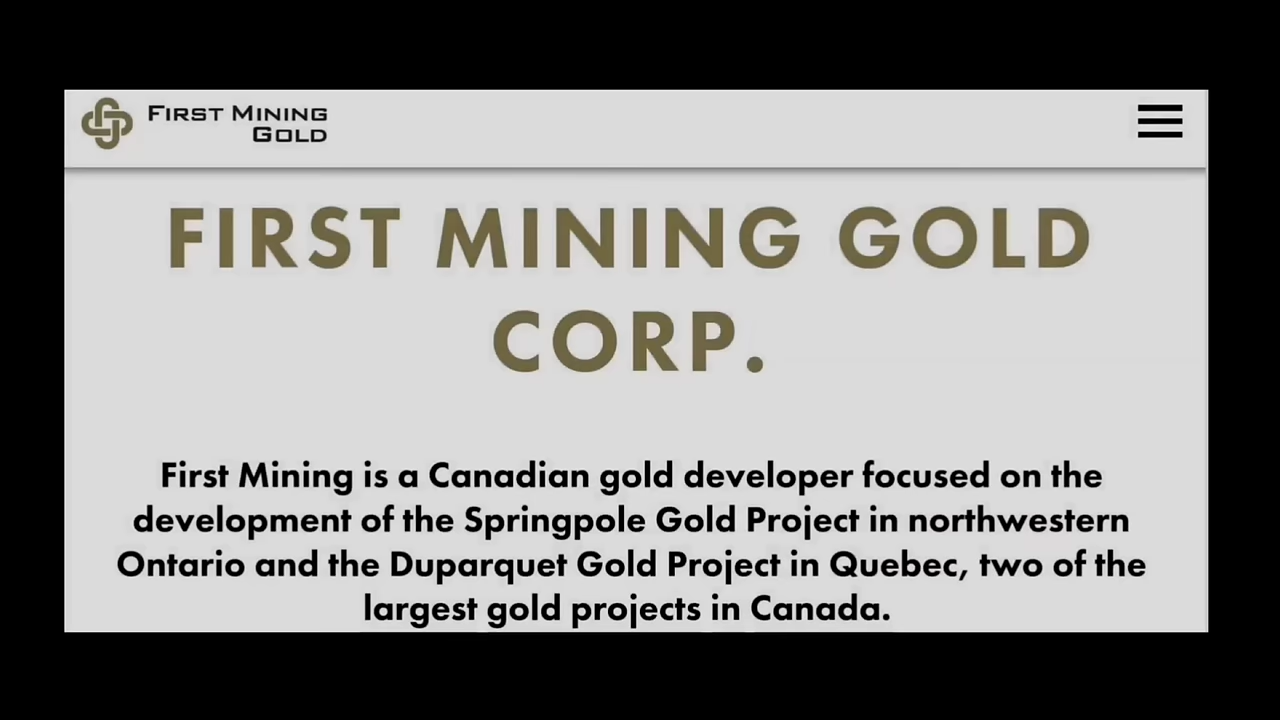 FIRST MINING
GOLD
FIRST MINING GOLD
CORP.
First Mining is a Canadian gold developer focused on the
development of the Springpole Gold Project in northwestern
Ontario and the Duparquet Gold Project in Quebec, two of the
largest gold projects in Canada.